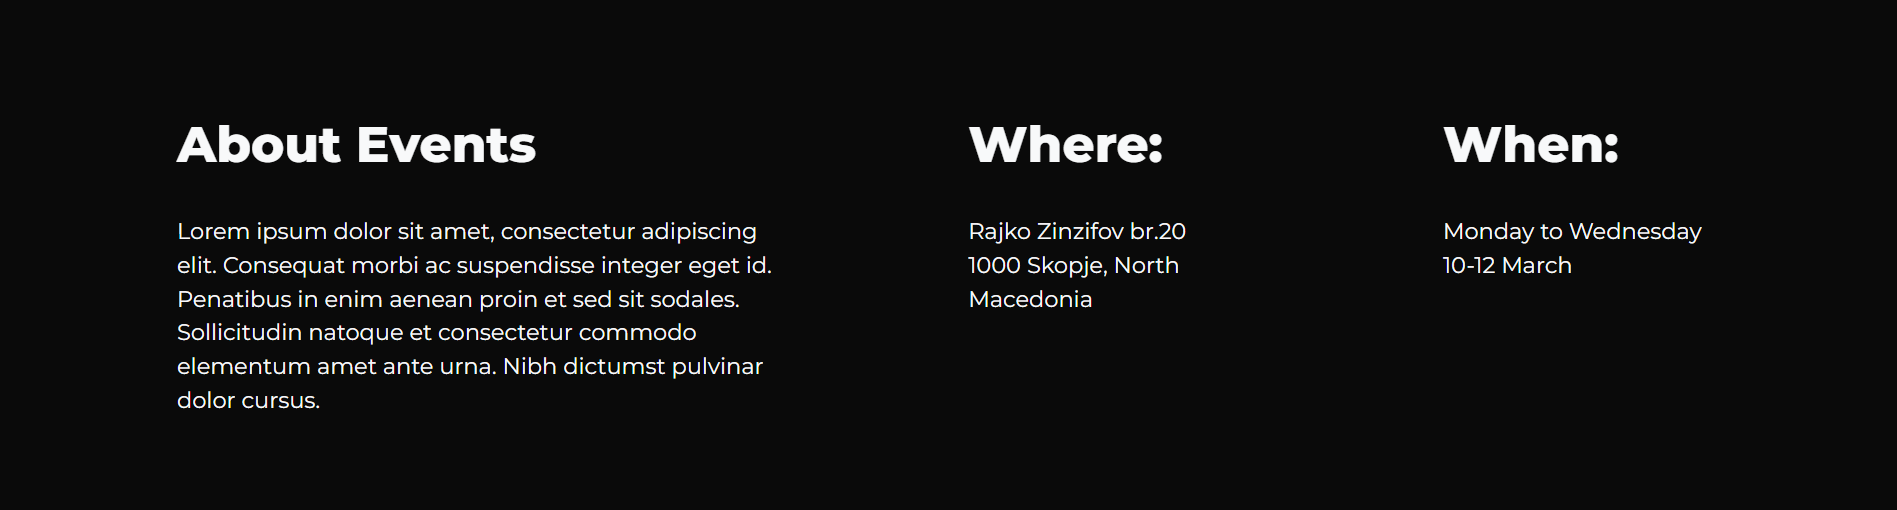 About Events
Lorem ipsum dolor sit amet, consectetur adipiscing
elit. Consequat morbi ac suspendisse integer eget id.
Penatibus in enim aenean proin et sed sit sodales.
Sollicitudin natoque et consectetur commodo
elementum amet ante urna. Nibh dictumst pulvinar
dolor cursus.
Where:
Rajko Zinzifov br.20
1000 Skopje, North
Macedonia
When:
Monday to Wednesday
10-12 March